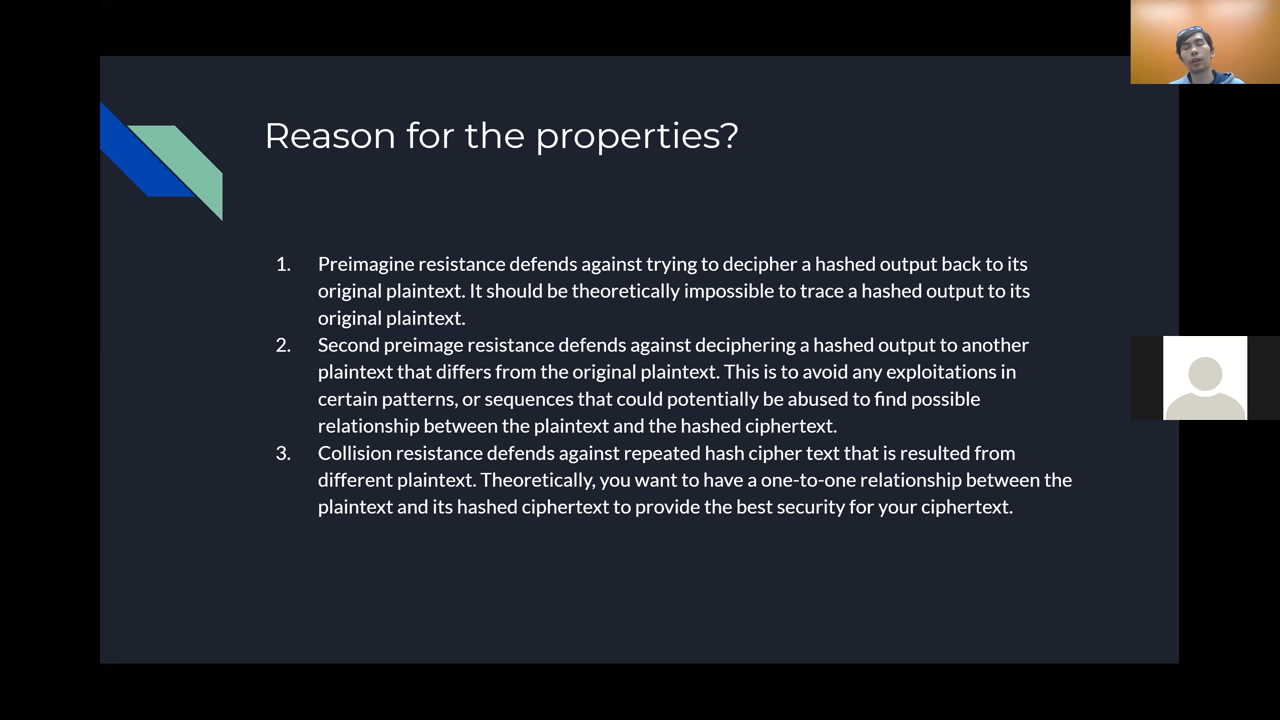 Reason for the properties?
1. Preimagine resistance defends against trying to decipher a hashed output back to its
original plaintext. It should be theoretically impossible to trace a hashed output to its
original plaintext.
2. Second preimage resistance defends against deciphering a hashed output to another
plaintext that differs from the original plaintext. This is to avoid any exploitations in
certain patterns, or sequences that could potentially be abused to find possible
relationship between the plaintext and the hashed ciphertext.
3. Collision resistance defends against repeated hash cipher text that is resulted from
different plaintext. Theoretically, you want to have a one-to-one relationship between the
plaintext and its hashed ciphertext to provide the best security for your ciphertext.